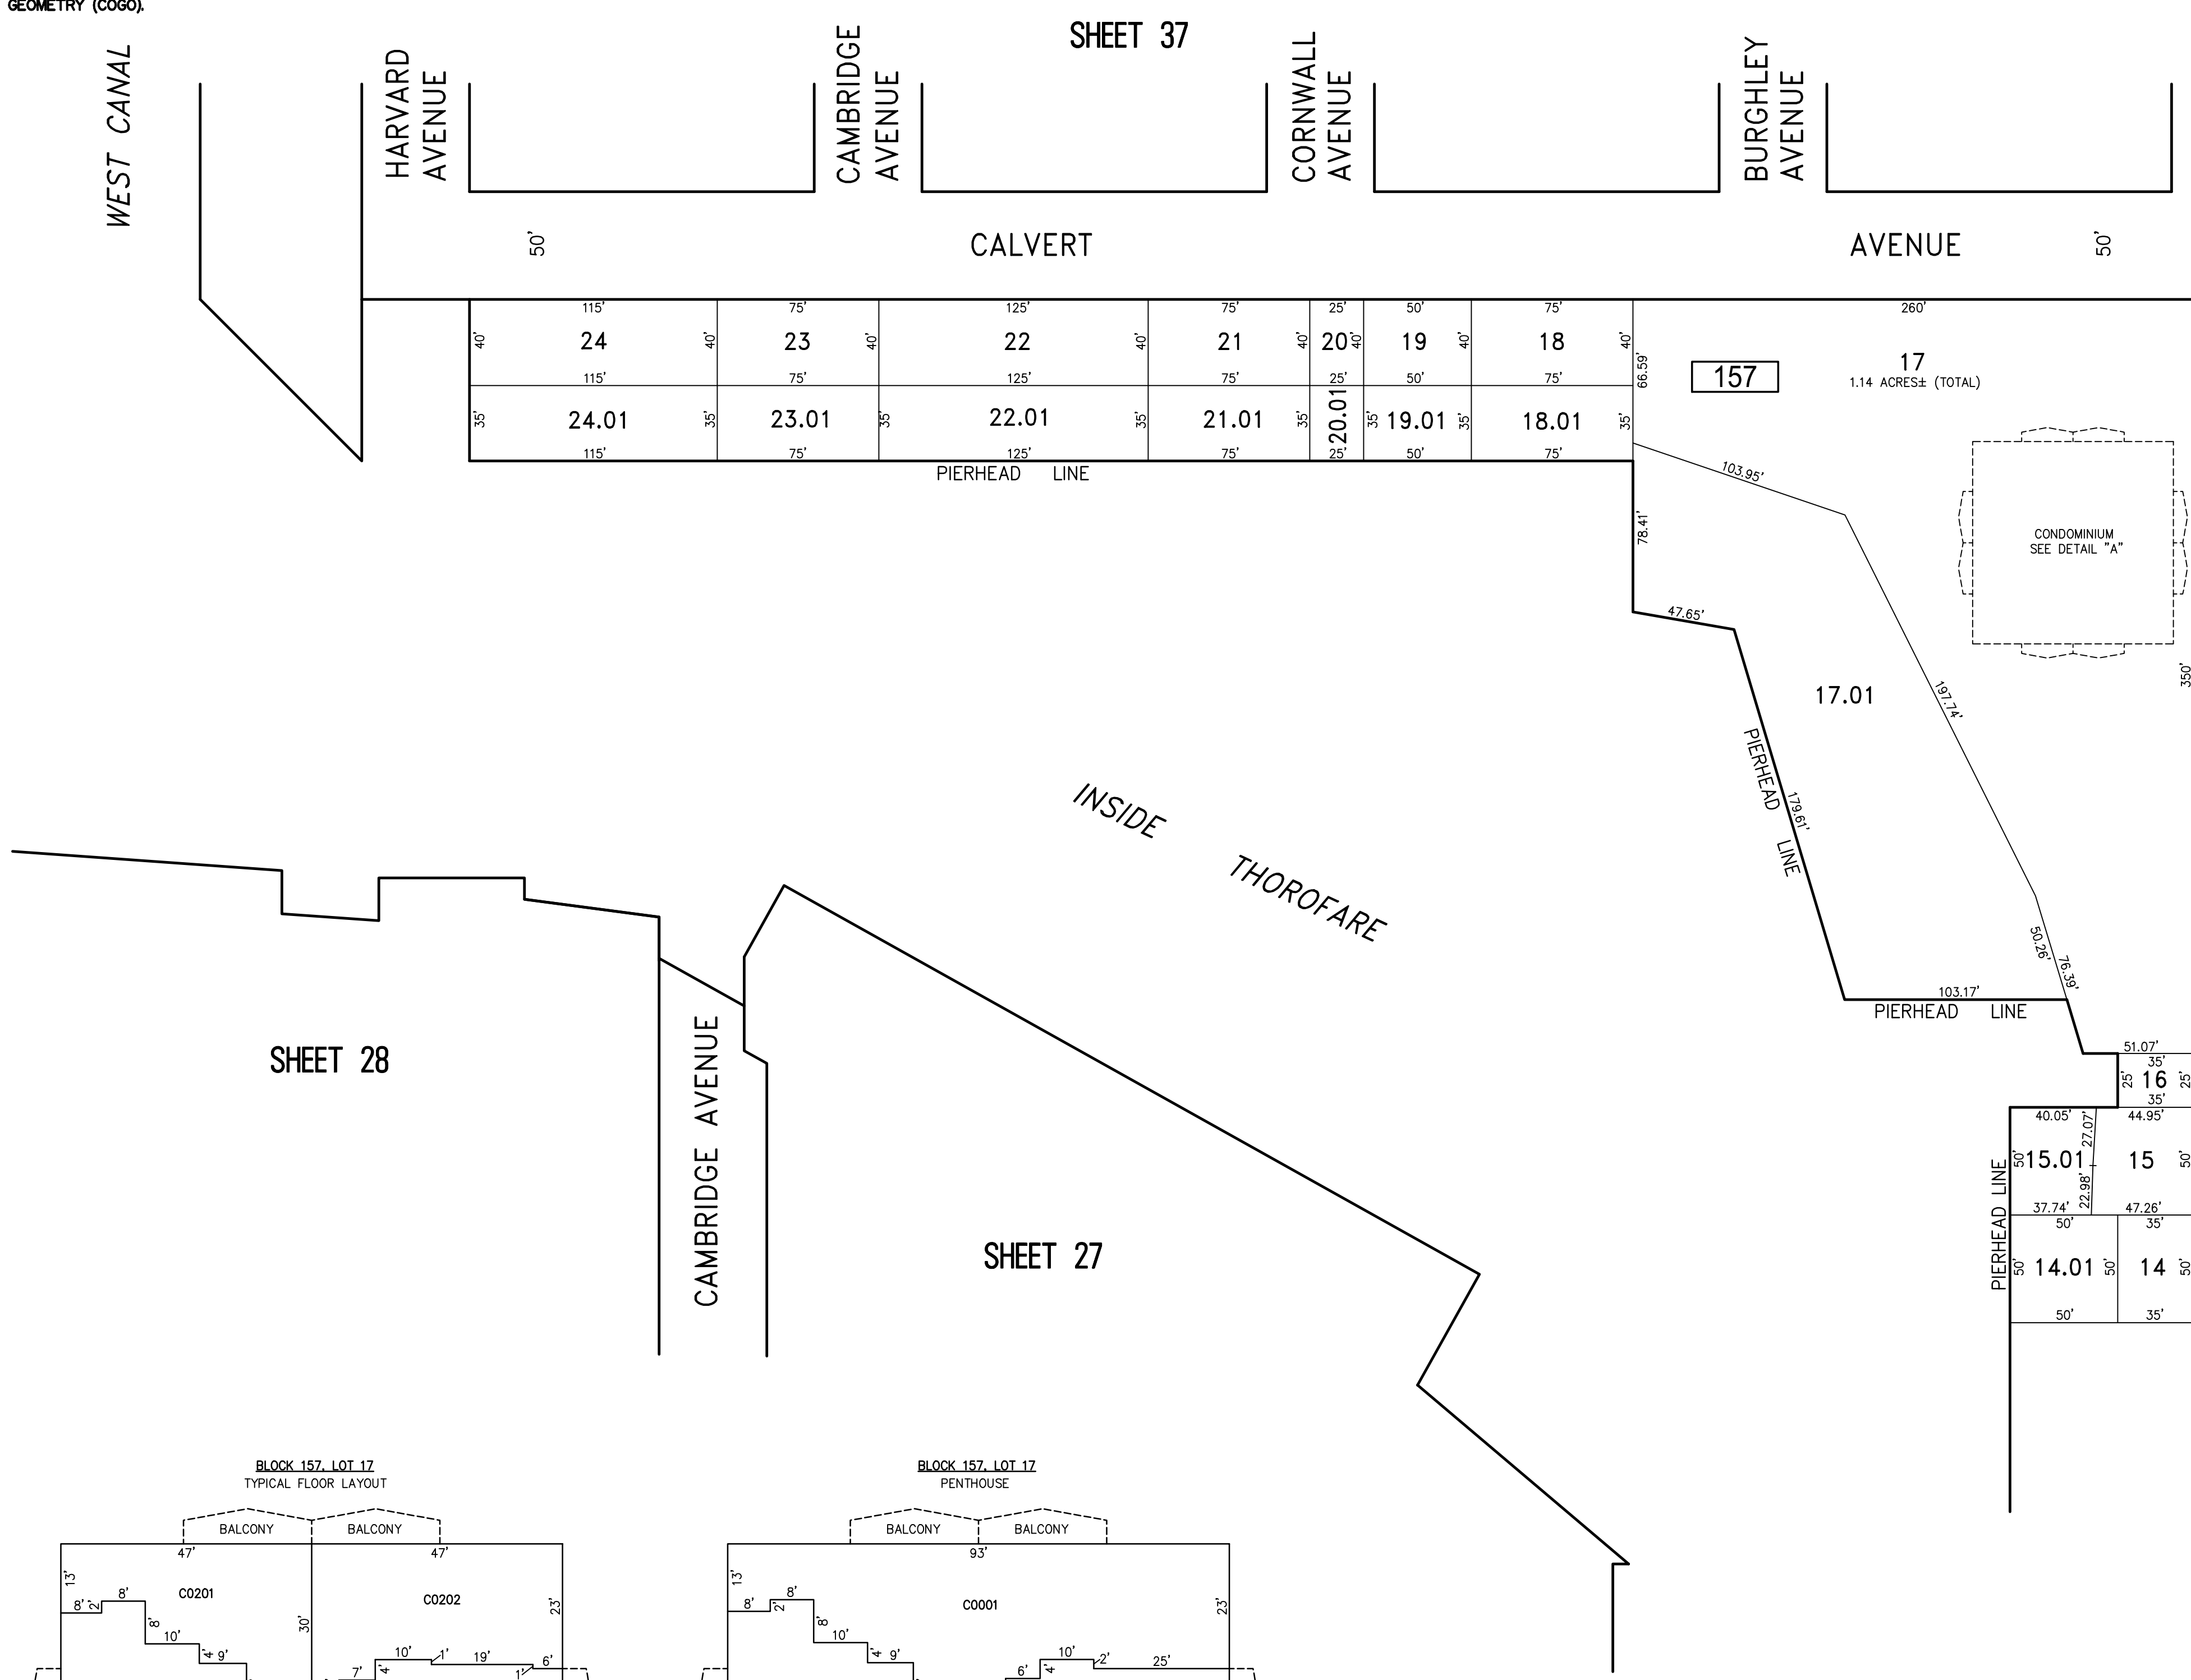 GEOMETRY (COGO).
SHEET 37
WEST CANAL
HARVARD
AVENUE
CAMBRIDGE
AVENUE
CORNWALL
AVENUE
BURGHLEY
AVENUE
50'
CALVERT
AVENUE
50'
115' 75' 125' 75' 25' 50' 75' 260'
40' 24 40' 23 40' 22 40' 21 40' 20 40' 19 40' 18 40'
66.59'
157
17
1.14 ACRES± (TOTAL)
115' 75' 125' 75' 25' 50' 75'
35' 24.01 35' 23.01 35' 22.01 35' 21.01 35' 20.01 35' 19.01 35' 18.01 35'
115' 75' 125' 75' 25' 50' 75'
PIERHEAD LINE
103.95'
78.41'
CONDOMINIUM
SEE DETAIL "A"
47.65'
350'
17.01
197.74'
PIERHEAD LINE
179.61'
INSIDE
THOROFARE
50.26'
76.39'
103.17'
PIERHEAD LINE
51.07'
35'
25' 16 25'
35'
40.05' 44.95'
27.07'
50' 15.01 15 50'
22.98'
37.74' 47.26'
50' 35'
PIERHEAD LINE
50' 14.01 50' 14 50'
50' 35'
SHEET 28
CAMBRIDGE AVENUE
SHEET 27
BLOCK 157, LOT 17
TYPICAL FLOOR LAYOUT
BALCONY BALCONY
47' 47'
13'
C0201
C0202
8'
8' 2'
8'
30'
23'
10'
4' 9'
10' 1'
19'
6'
7' 4'
1'
BLOCK 157, LOT 17
PENTHOUSE
BALCONY BALCONY
93'
13'
C0001
8'
8' 2'
8'
23'
10'
4' 9'
10' 2'
25'
6' 4'